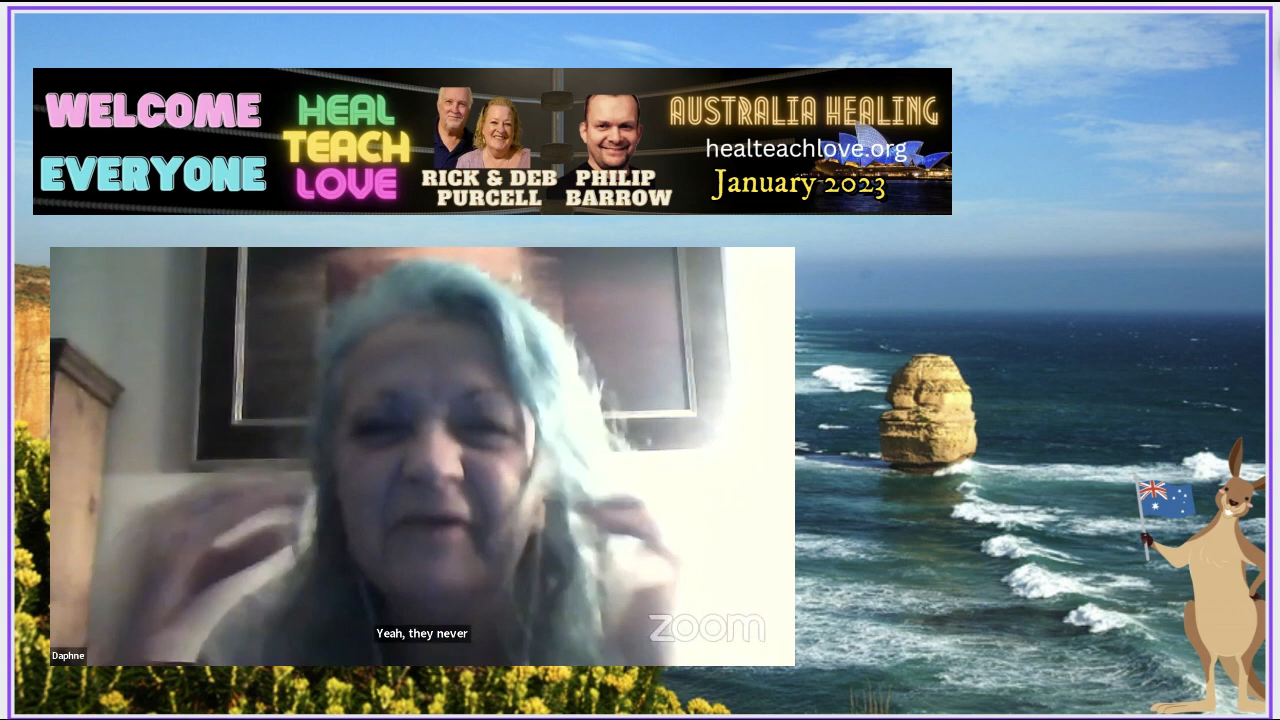 WELCOME
EVERYONE
HEAL
TEACH
LOVE
RICK & DEB
PURCELL
PHILIP
BARROW
AUSTRALIA HEALING
healteachlove.org
January 2023
Yeah, they never
zoom
Daphne